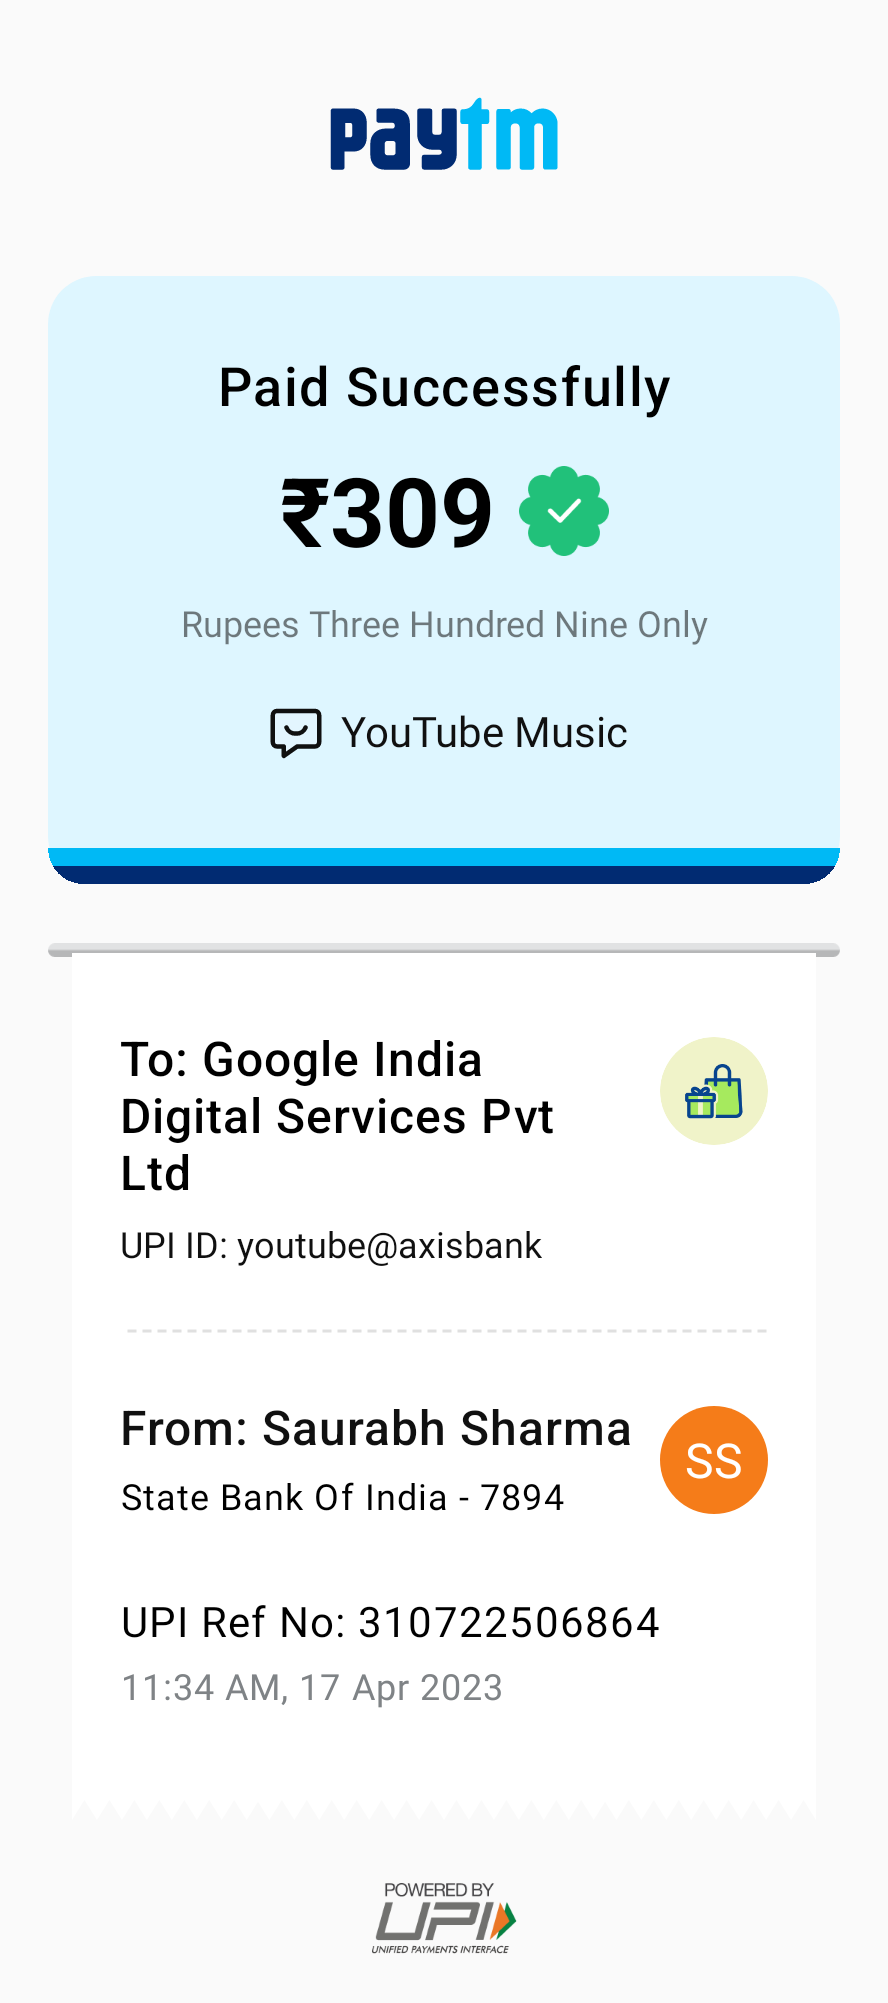 paytm
Paid Successfully
₹309
Rupees Three Hundred Nine Only
YouTube Music
To: Google India
Digital Services Pvt
Ltd
UPI ID: youtube@axisbank
From: Saurabh Sharma
SS
State Bank Of India - 7894
UPI Ref No: 310722506864
11:34 AM, 17 Apr 2023
POWERED BY
UPI
UNIFIED PAYMENTS INTERFACE